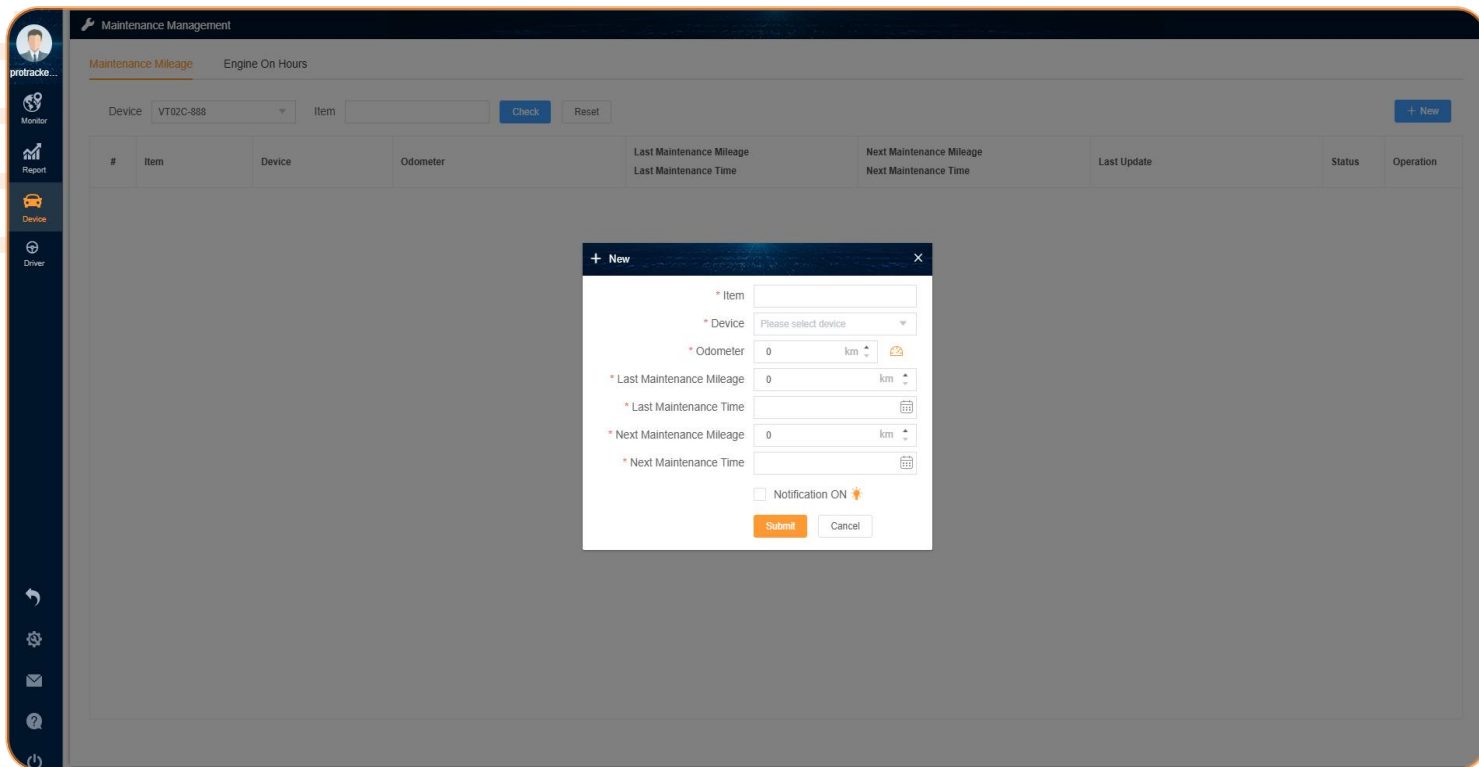 Maintenance Management
protracke...
Maintenance Mileage Engine On Hours
Monitor
Device VT02C-888 Item Check Reset + New
Report
# Item Device Odometer Last Maintenance Mileage Next Maintenance Mileage Last Update Status Operation
Last Maintenance Time Next Maintenance Time
Device
Driver
+ New
* Item
* Device Please select device
* Odometer 0 km
* Last Maintenance Mileage 0 km
* Last Maintenance Time
* Next Maintenance Mileage 0 km
* Next Maintenance Time
Notification ON
Submit Cancel